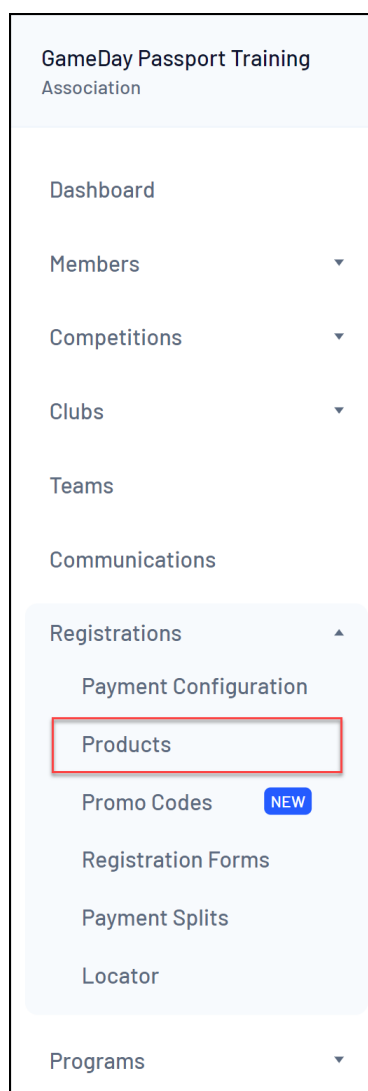 GameDay Passport Training
Association
Dashboard
Members
Competitions
Clubs
Teams
Communications
Registrations
Payment Configuration
Products
Promo Codes NEW
Registration Forms
Payment Splits
Locator
Programs